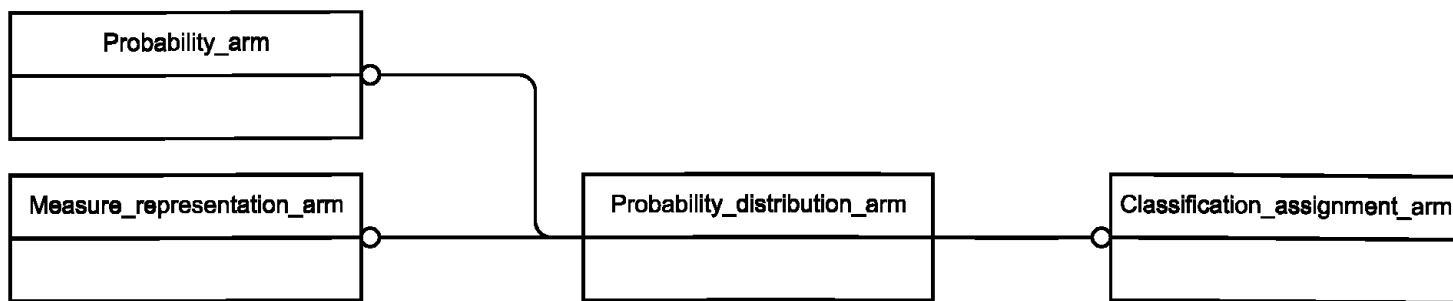 Probability_arm
Measure_representation_arm
Probability_distribution_arm
Classification_assignment_arm